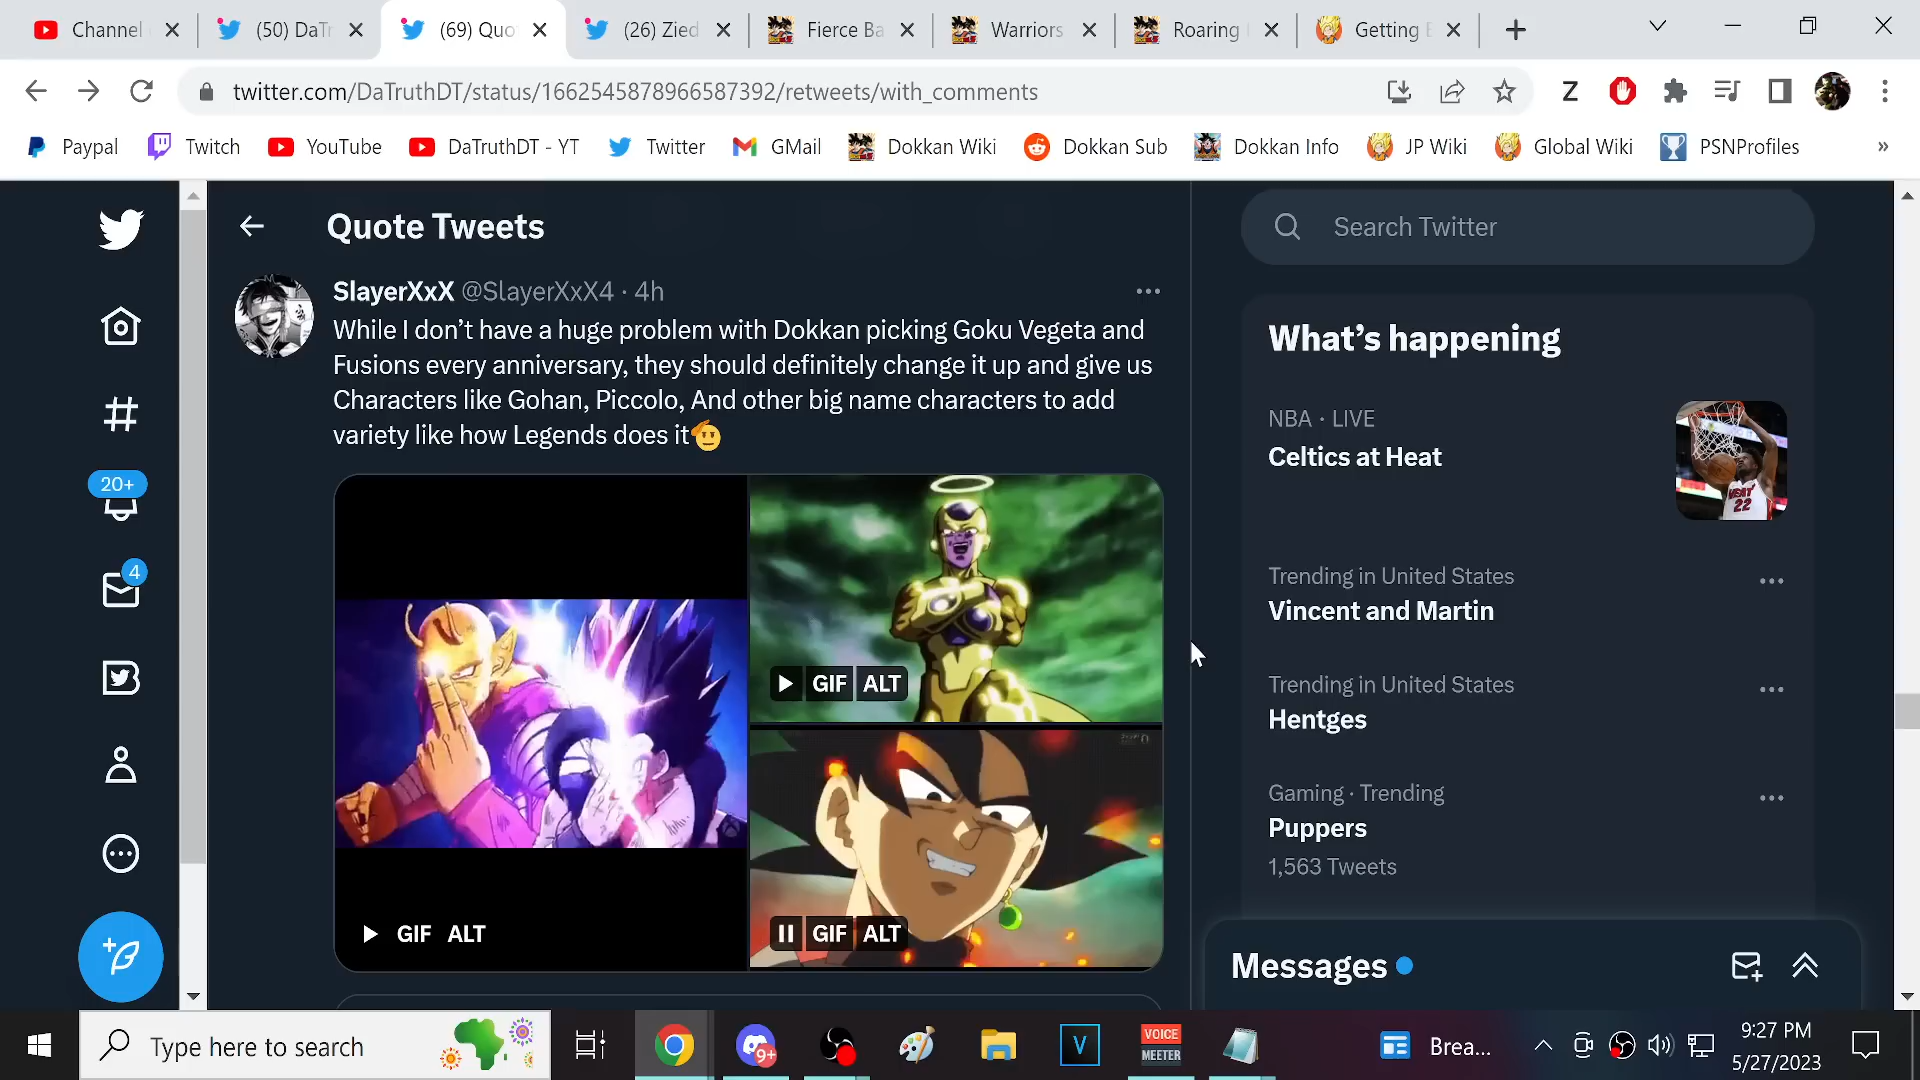 Channel
(50) DaTr
(69) Quo
(26) Zied
Fierce Ba
Warriors
Roaring
Getting
twitter.com/DaTruthDT/status/1662545878966587392/retweets/with_comments
Z
Paypal
Twitch
YouTube
DaTruthDT - YT
Twitter
GMail
Dokkan Wiki
Dokkan Sub
Dokkan Info
JP Wiki
Global Wiki
PSNProfiles
»
Quote Tweets
Search Twitter
SlayerXxX @SlayerXxX4 · 4h
While I don't have a huge problem with Dokkan picking Goku Vegeta and
Fusions every anniversary, they should definitely change it up and give us
Characters like Gohan, Piccolo, And other big name characters to add
variety like how Legends does it🫡
GIF ALT
GIF ALT
GIF ALT
20+
4
What's happening
NBA · LIVE
Celtics at Heat
HEAT
22
Trending in United States
Vincent and Martin
Trending in United States
Hentges
Gaming · Trending
Puppers
1,563 Tweets
Messages
Type here to search
9+
V
VOICE
MEETER
Brea...
9:27 PM
5/27/2023